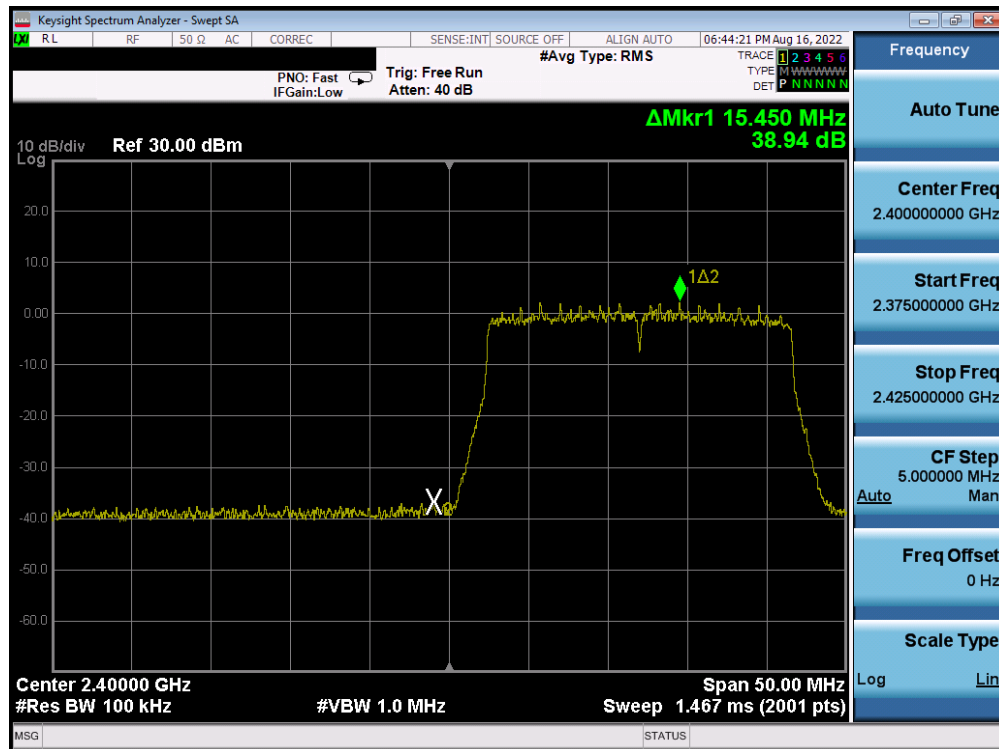 Keysight Spectrum Analyzer - Swept SA
LXI RL RF 50 Ω AC CORREC SENSE:INT SOURCE OFF ALIGN AUTO 06:44:21 PM Aug 16, 2022
#Avg Type: RMS
TRACE 1 2 3 4 5 6
TYPE M WWWWW
DET P N N N N N
PNO: Fast
IFGain:Low
Trig: Free Run
Atten: 40 dB
ΔMkr1 15.450 MHz
38.94 dB
10 dB/div Ref 30.00 dBm
Log
20.0
10.0
0.00
-10.0
-20.0
-30.0
-40.0
-50.0
-60.0
1Δ2
X
Center 2.40000 GHz
Span 50.00 MHz
#Res BW 100 kHz
#VBW 1.0 MHz
Sweep 1.467 ms (2001 pts)
MSG
STATUS
Frequency
Auto Tune
Center Freq
2.400000000 GHz
Start Freq
2.375000000 GHz
Stop Freq
2.425000000 GHz
CF Step
5.000000 MHz
Auto Man
Freq Offset
0 Hz
Scale Type
Log Lin